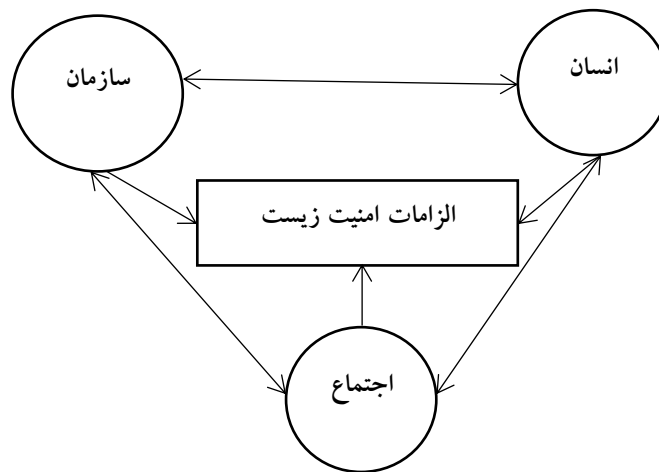 انسان
سازمان
الزامات امنیت زیست
اجتماع